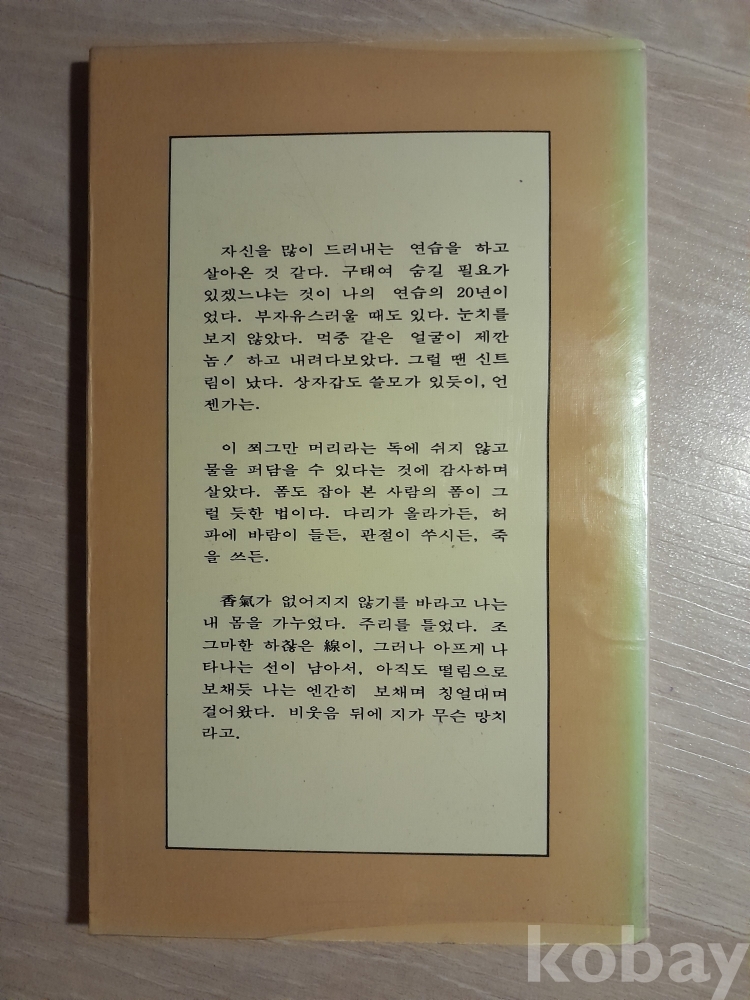 자신을 많이 드러내는 연습을 하고
살아온 것 같다. 구태여 숨길 필요가
있겠느냐는 것이 나의 연습의 20년이
었다. 부자유스러울 때도 있다. 눈치를
보지 않았다. 먹중 같은 얼굴이 제깐
놈! 하고 내려다보았다. 그럴 땐 신트
림이 났다. 상자갑도 쓸모가 있듯이, 언
젠가는.
이 쬐그만 머리라는 독에 쉬지 않고
물을 퍼담을 수 있다는 것에 감사하며
살았다. 폼도 잡아 본 사람의 폼이 그
럴 듯한 법이다. 다리가 올라가든, 허
파에 바람이 들든, 관절이 쑤시든, 죽
을 쓰든.
香氣가 없어지지 않기를 바라고 나는
내 몸을 가누었다. 주리를 틀었다. 조
그마한 하찮은 線이, 그러나 아프게 나
타나는 선이 남아서, 아직도 떨림으로
보채듯 나는 엔간히 보채며 칭얼대며
걸어왔다. 비웃음 뒤에 지가 무슨 망치
라고.
kobay